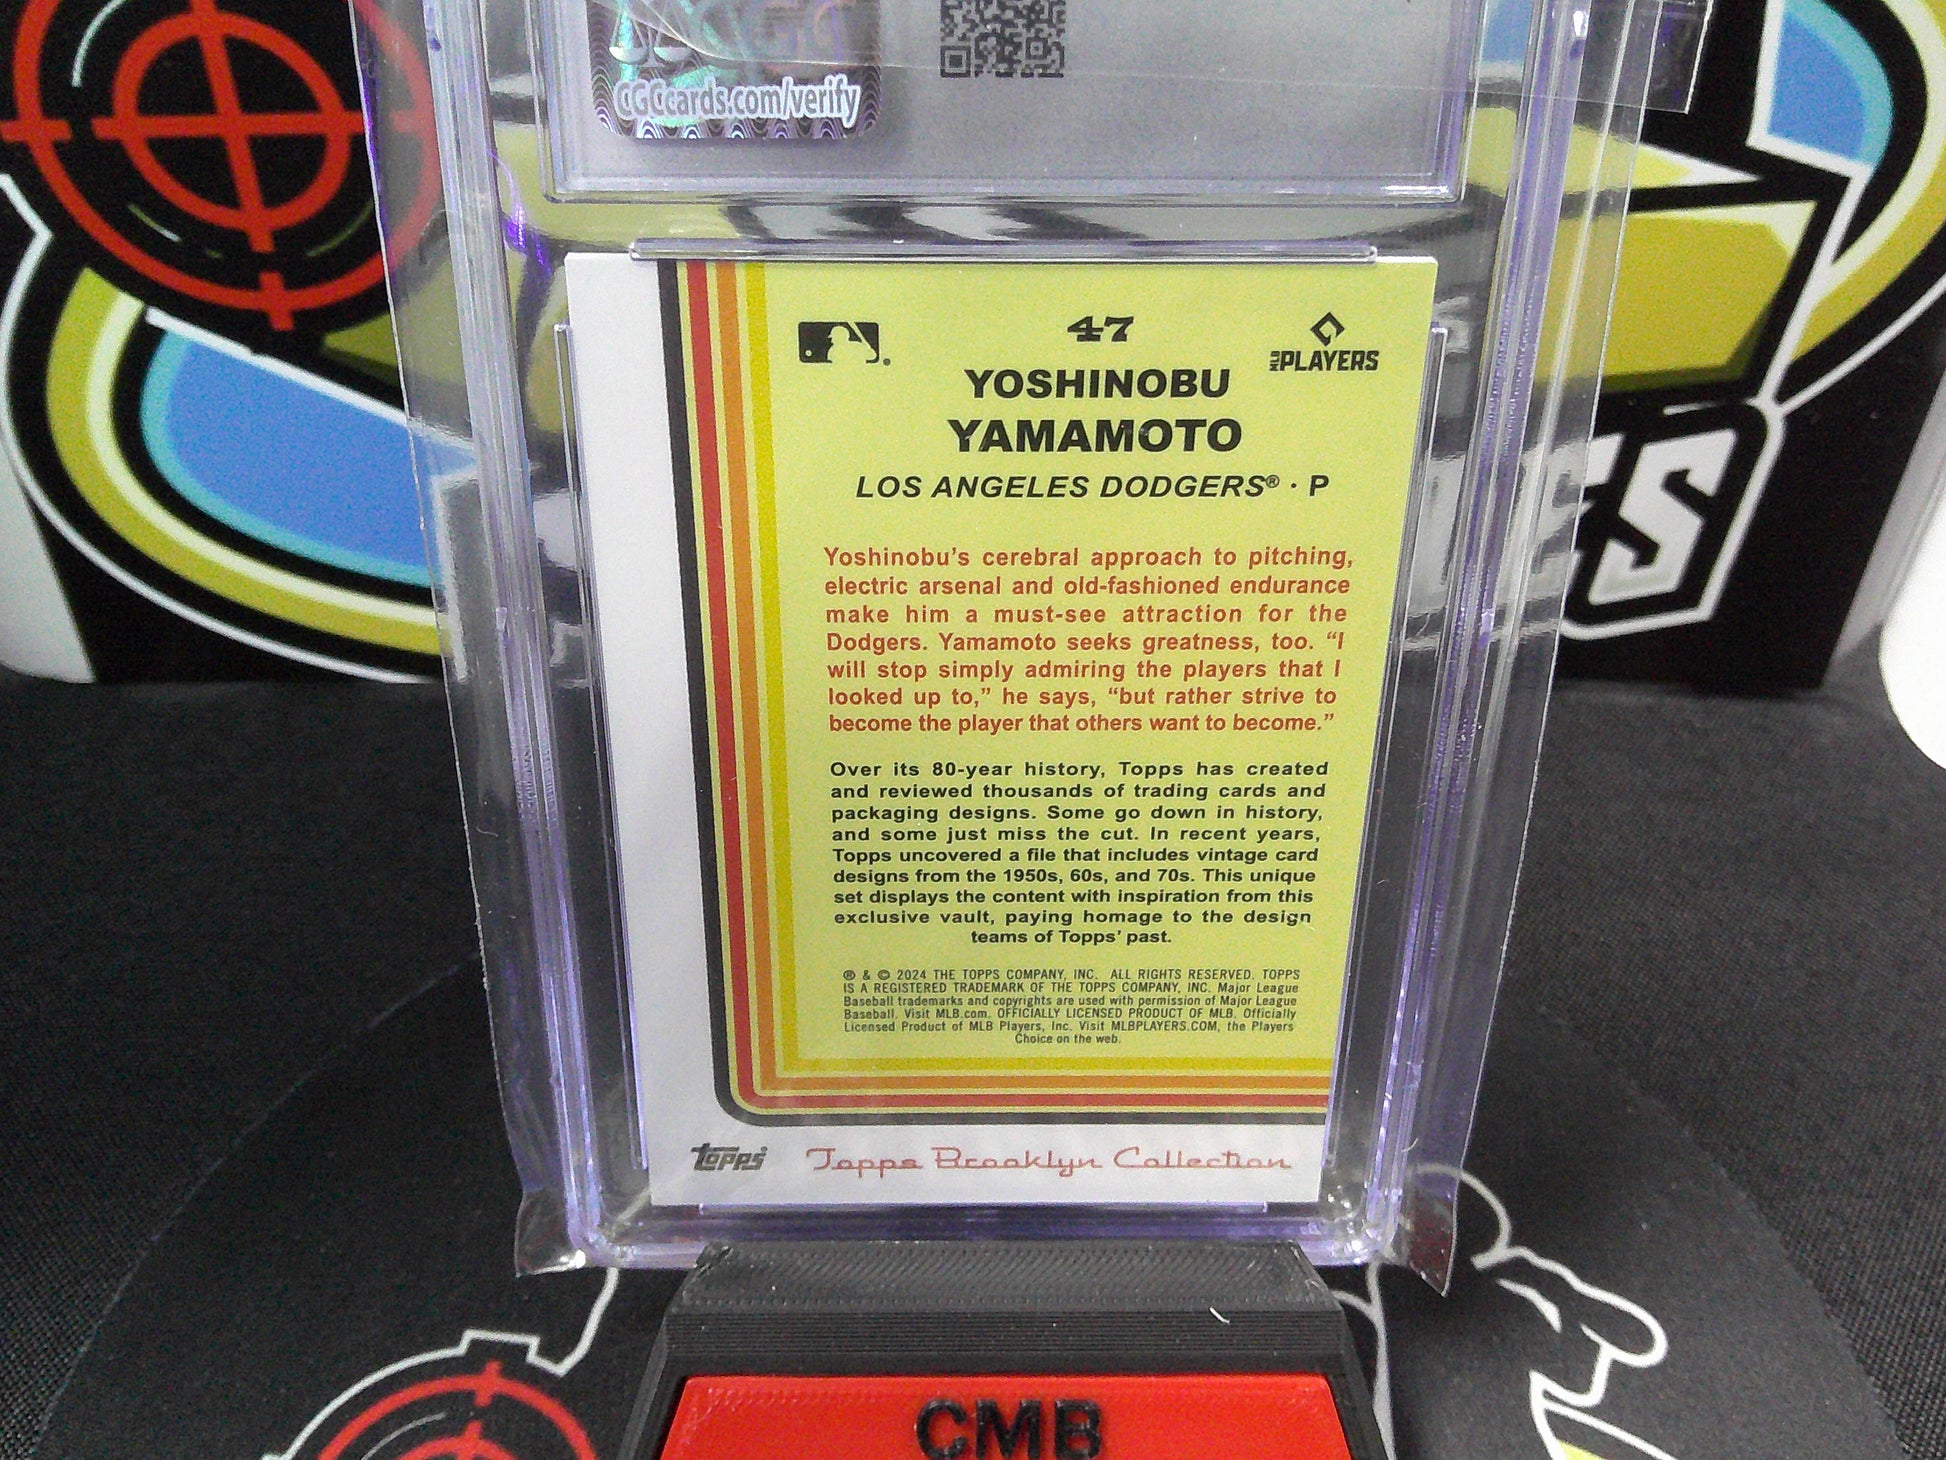 CGCcards.com/verify
47
MLB PLAYERS
YOSHINOBU
YAMAMOTO
LOS ANGELES DODGERS® · P
Yoshinobu's cerebral approach to pitching,
electric arsenal and old-fashioned endurance
make him a must-see attraction for the
Dodgers. Yamamoto seeks greatness, too. “I
will stop simply admiring the players that I
looked up to,” he says, “but rather strive to
become the player that others want to become.”
Over its 80-year history, Topps has created
and reviewed thousands of trading cards and
packaging designs. Some go down in history,
and some just miss the cut. In recent years,
Topps uncovered a file that includes vintage card
designs from the 1950s, 60s, and 70s. This unique
set displays the content with inspiration from this
exclusive vault, paying homage to the design
teams of Topps' past.
® & © 2024 THE TOPPS COMPANY, INC. ALL RIGHTS RESERVED. TOPPS
IS A REGISTERED TRADEMARK OF THE TOPPS COMPANY, INC. Major League
Baseball trademarks and copyrights are used with permission of Major League
Baseball. Visit MLB.com. OFFICIALLY LICENSED PRODUCT OF MLB. Officially
Licensed Product of MLB Players, Inc. Visit MLBPLAYERS.COM, the Players
Choice on the web.
topps Topps Brooklyn Collection
CMB